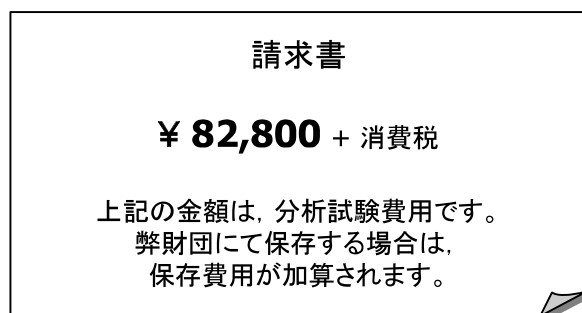 請求書
¥ 82,800 + 消費税
上記の金額は，分析試験費用です。
弊財団にて保存する場合は，
保存費用が加算されます。